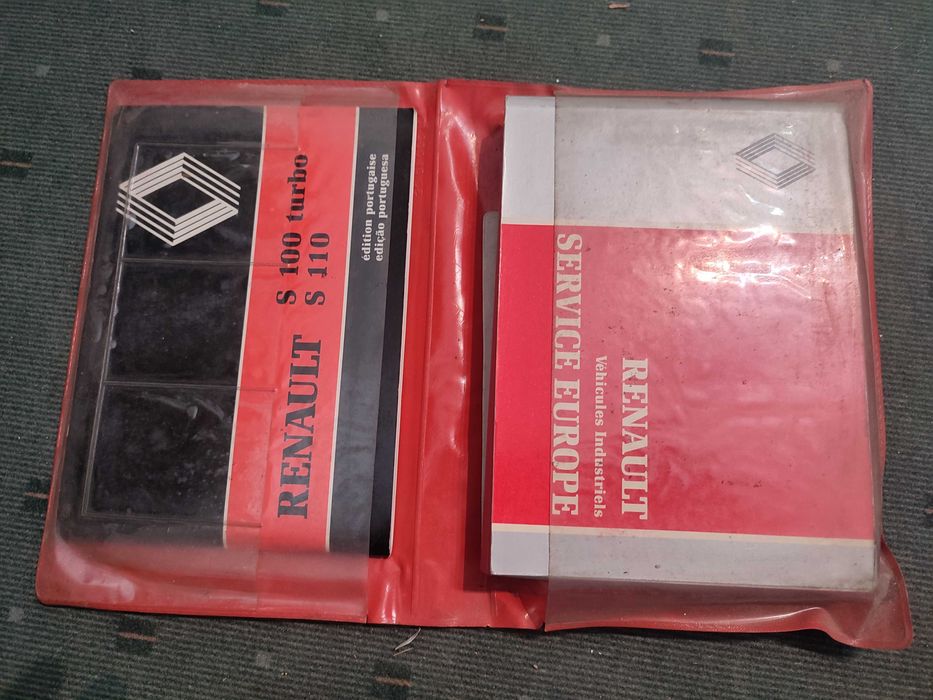 RENAULT S 100 turbo
S 110
édition portugaise
edição portuguesa
RENAULT
Véhicules Industriels
SERVICE EUROPE